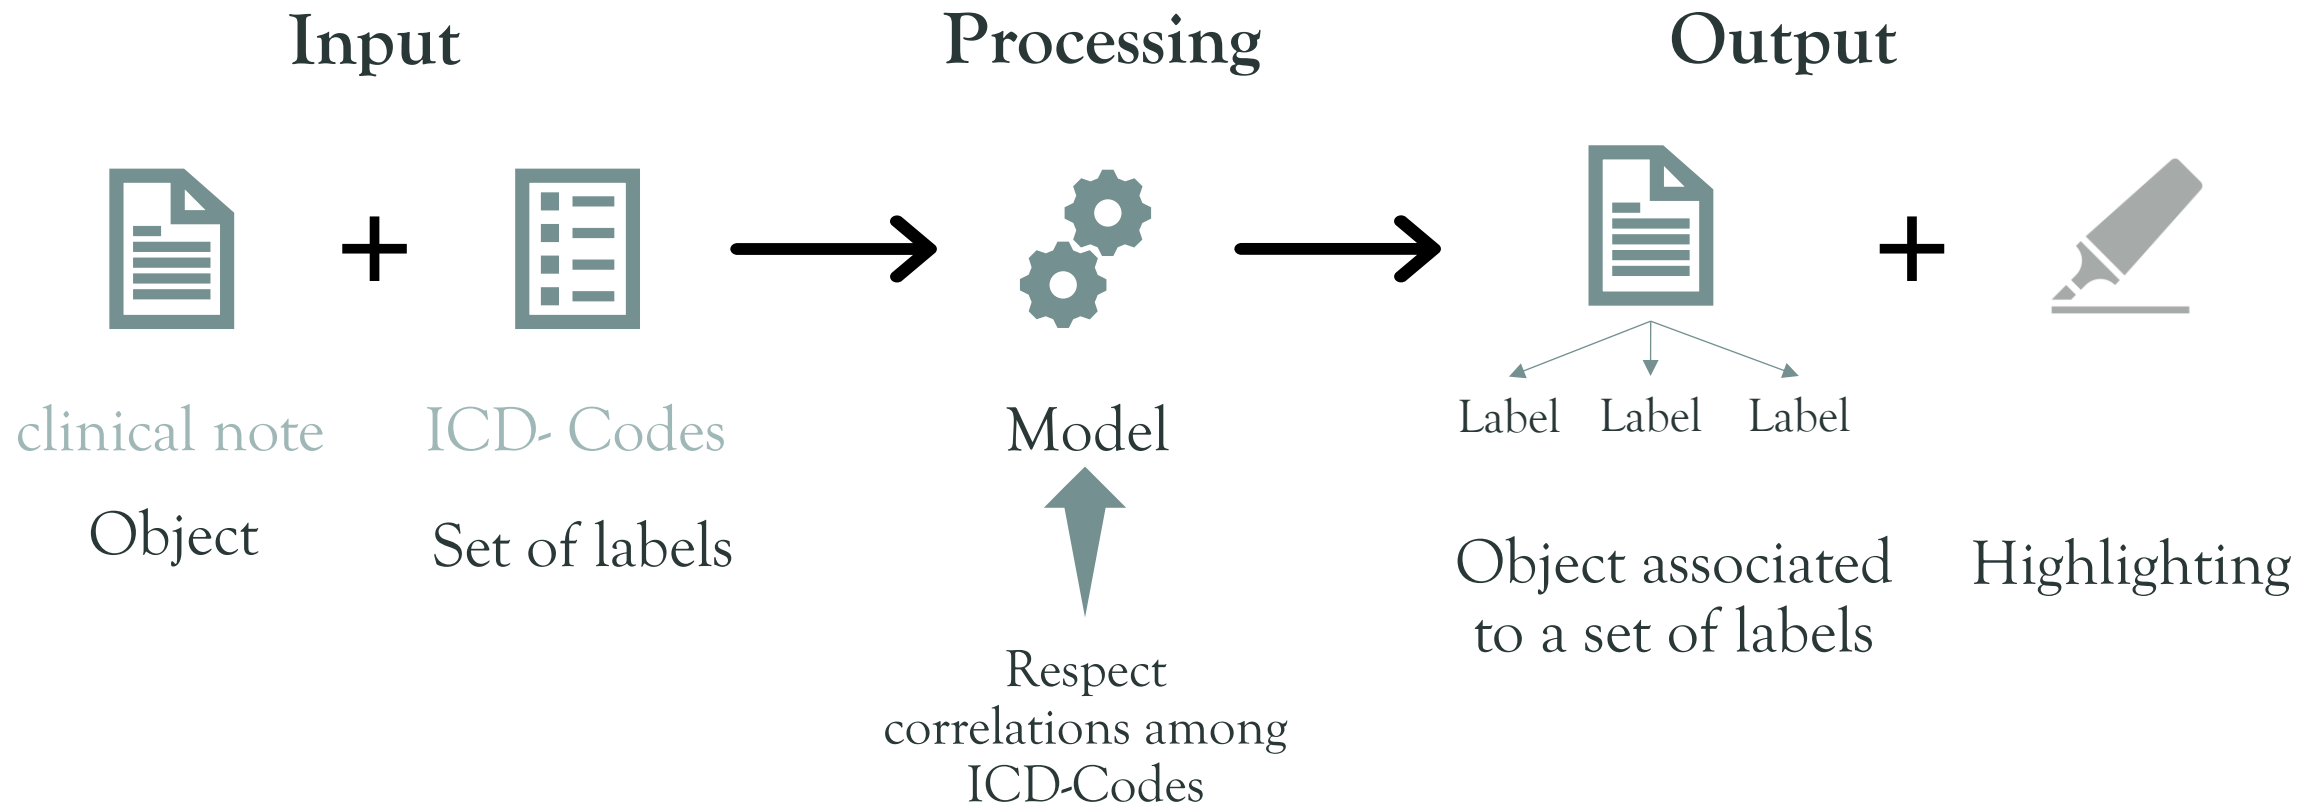 Input
Processing
Output
clinical note
ICD- Codes
Model
Label
Label
Label
Object
Set of labels
Object associated
to a set of labels
Highlighting
Respect
correlations among
ICD-Codes